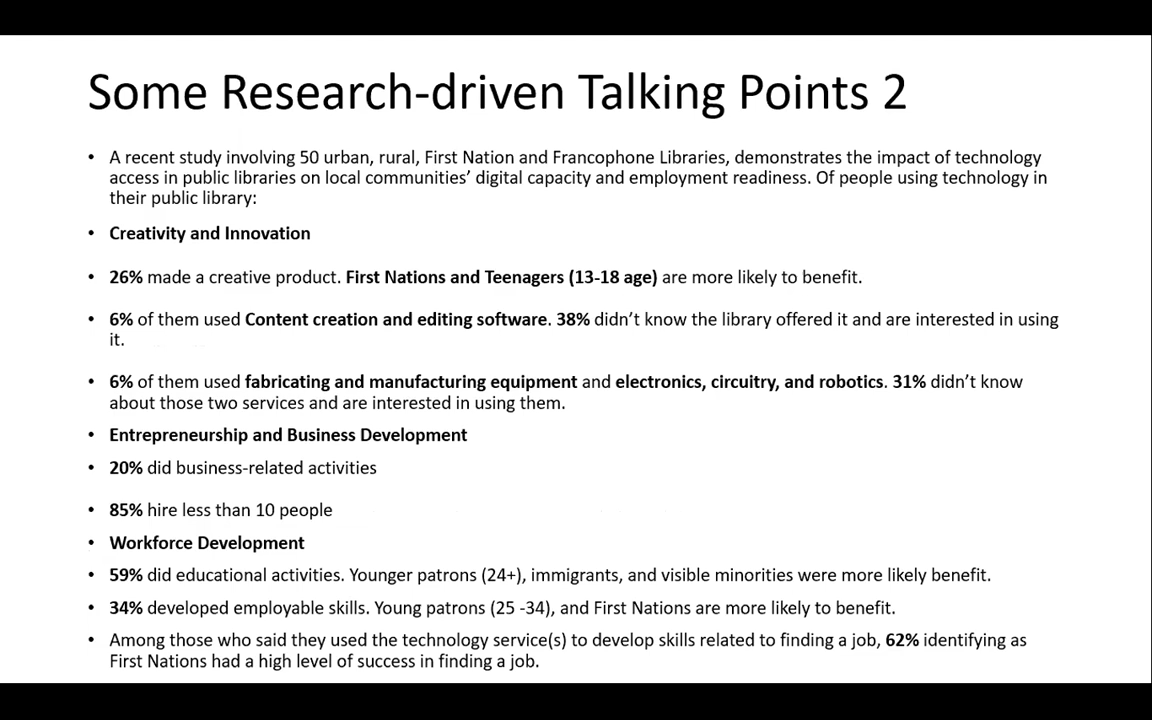 Some Research-driven Talking Points 2
• A recent study involving 50 urban, rural, First Nation and Francophone Libraries, demonstrates the impact of technology
access in public libraries on local communities’ digital capacity and employment readiness. Of people using technology in
their public library:
• Creativity and Innovation
• 26% made a creative product. First Nations and Teenagers (13-18 age) are more likely to benefit.
• 6% of them used Content creation and editing software. 38% didn’t know the library offered it and are interested in using
it.
• 6% of them used fabricating and manufacturing equipment and electronics, circuitry, and robotics. 31% didn’t know
about those two services and are interested in using them.
• Entrepreneurship and Business Development
• 20% did business-related activities
• 85% hire less than 10 people
• Workforce Development
• 59% did educational activities. Younger patrons (24+), immigrants, and visible minorities were more likely benefit.
• 34% developed employable skills. Young patrons (25 -34), and First Nations are more likely to benefit.
• Among those who said they used the technology service(s) to develop skills related to finding a job, 62% identifying as
First Nations had a high level of success in finding a job.